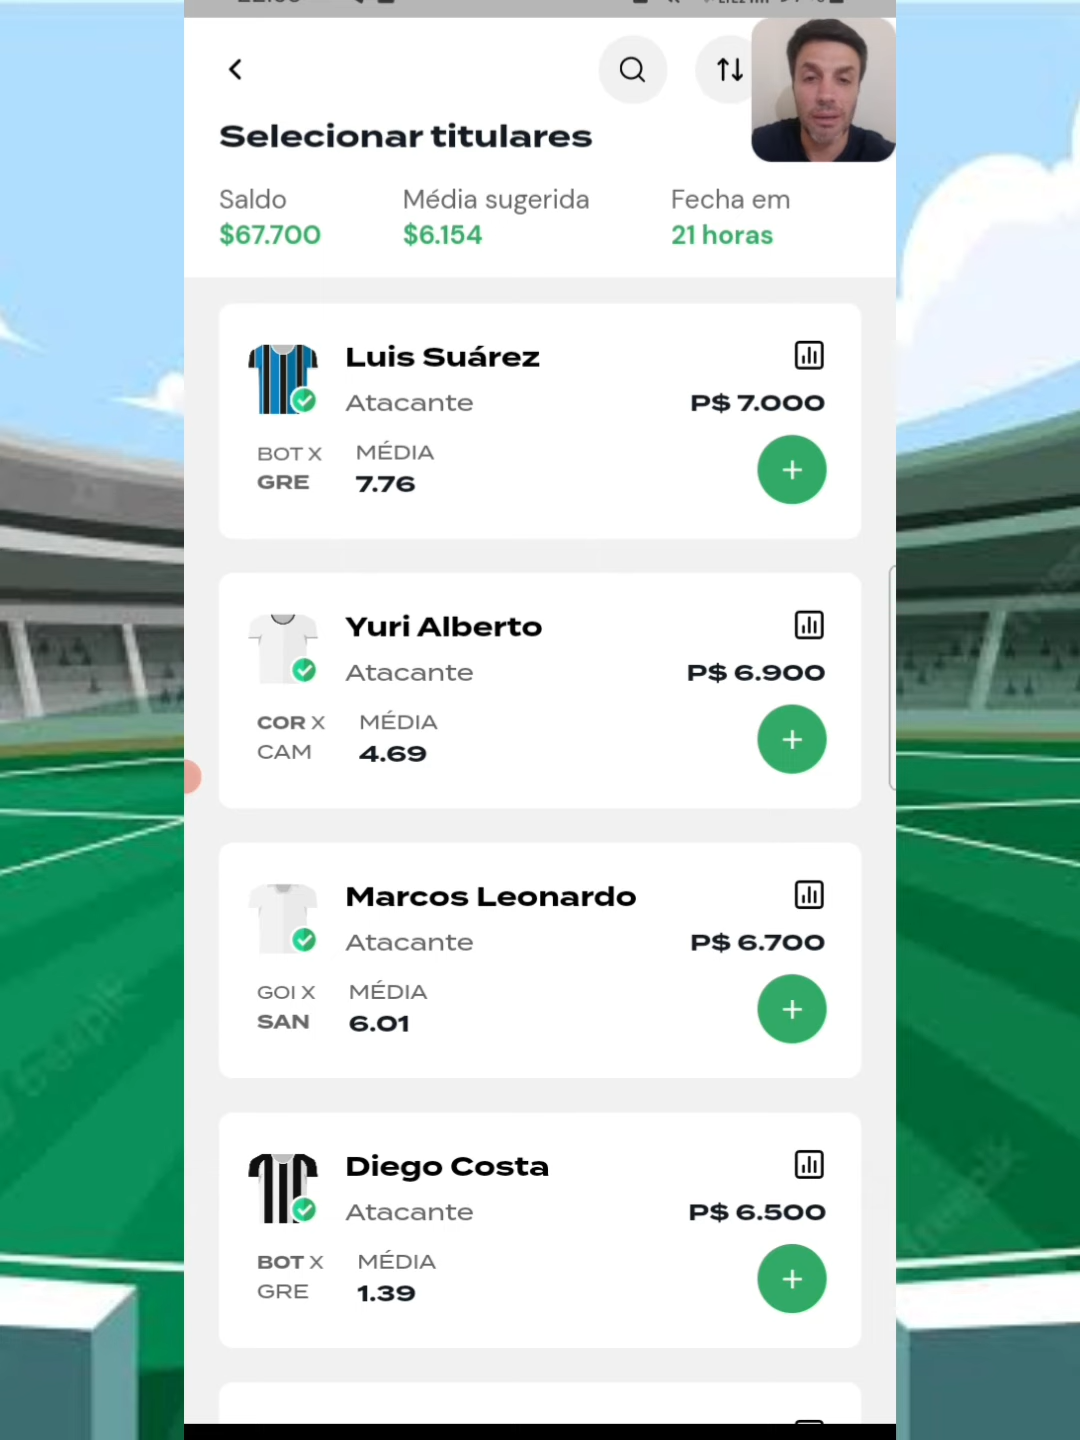 Selecionar titulares
Saldo
Média sugerida
Fecha em
$67.700
$6.154
21 horas
Luis Suárez
Atacante
P$ 7.000
BOT X
MÉDIA
GRE
7.76
Yuri Alberto
Atacante
P$ 6.900
COR X
MÉDIA
CAM
4.69
Marcos Leonardo
Atacante
P$ 6.700
GOI X
MÉDIA
SAN
6.01
Diego Costa
Atacante
P$ 6.500
BOT X
MÉDIA
GRE
1.39